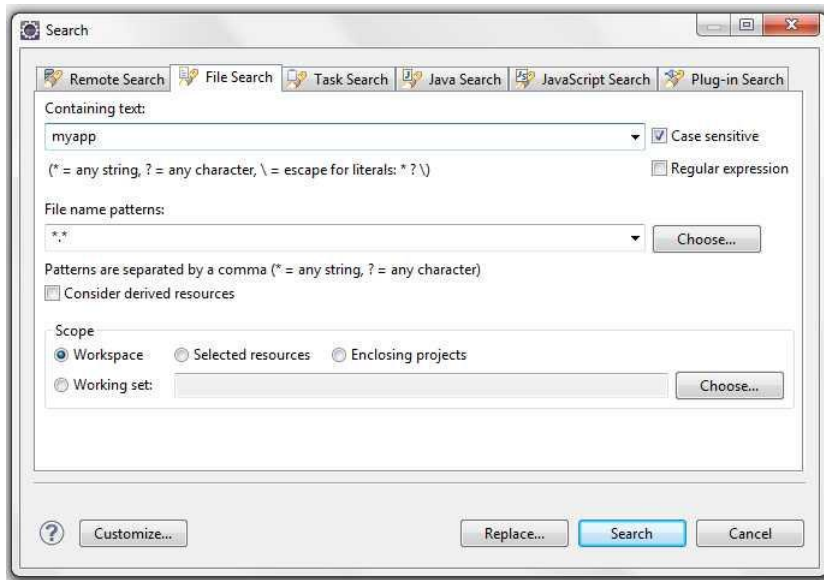 Search
Remote Search File Search Task Search Java Search JavaScript Search Plug-in Search
Containing text:
myapp Case sensitive
(* = any string, ? = any character, \ = escape for literals: * ? \) Regular expression
File name patterns:
*.* Choose...
Patterns are separated by a comma (* = any string, ? = any character)
Consider derived resources
Scope
Workspace Selected resources Enclosing projects
Working set: Choose...
? Customize... Replace... Search Cancel